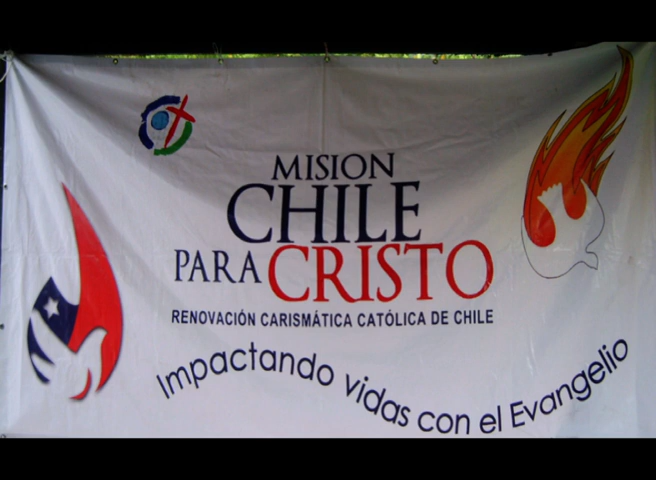 MISION
CHILE
PARA CRISTO
RENOVACIÓN CARISMÁTICA CATÓLICA DE CHILE
Impactando vidas con el Evangelio